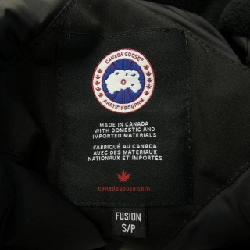 CANADA GOOSE
ARCTIC PROGRAM
MADE IN CANADA
WITH DOMESTIC AND
IMPORTED MATERIALS
FABRIQUÉ AU CANADA
AVEC DES MATÉRIAUX
NATIONAUX ET IMPORTÉS
canadagoose.com
FUSION
S/P